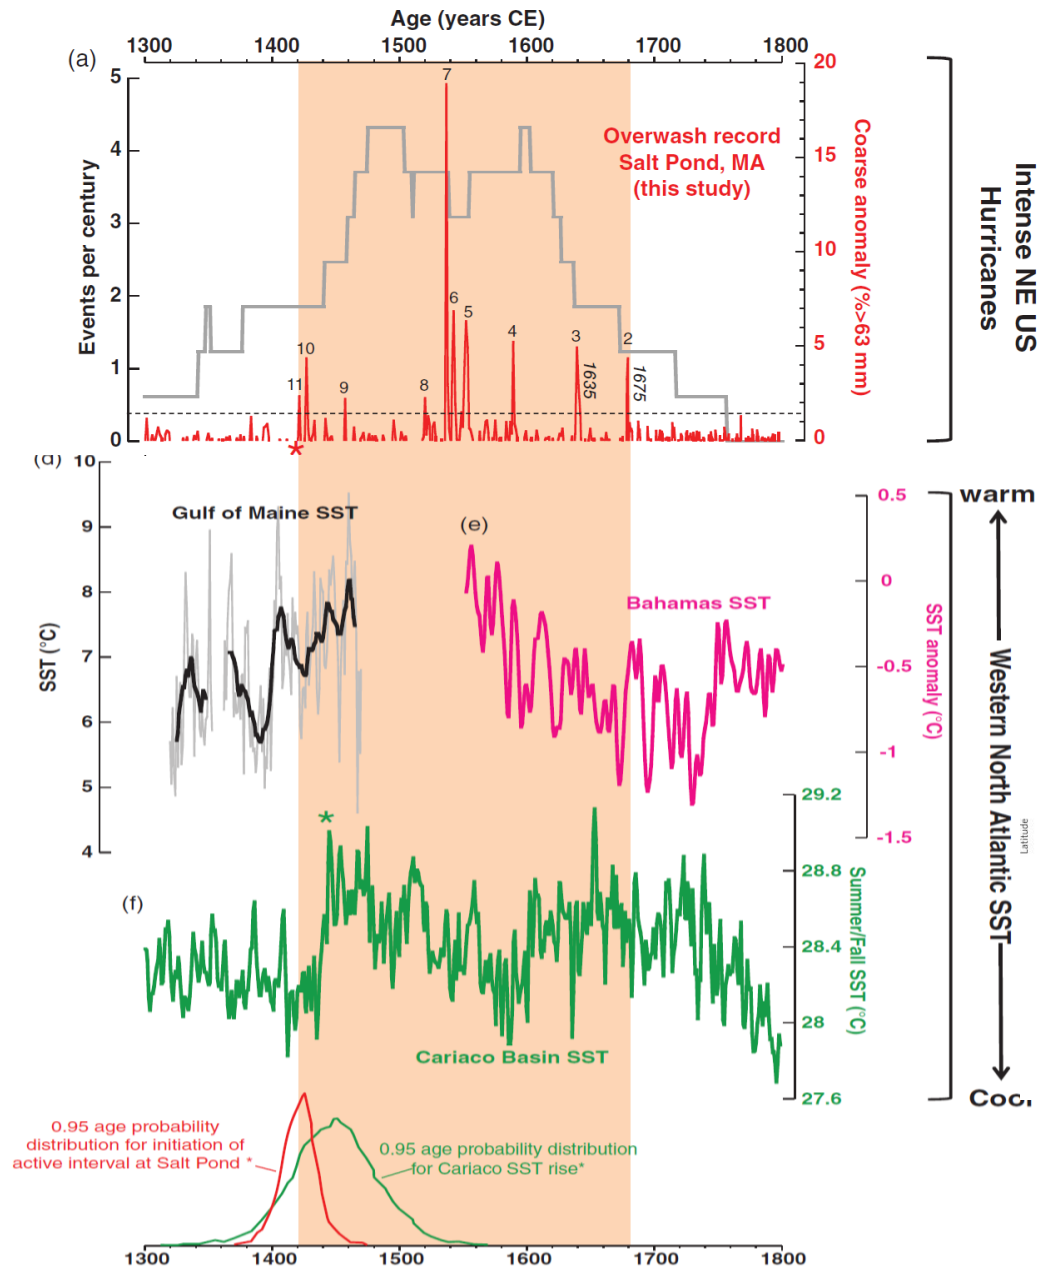 Age (years CE)
1300 1400 1500 1600 1700 1800
(a)
5
4
3
2
1
0
Events per century
20
15
10
5
0
Coarse anomaly (%>63 mm)
Overwash record
Salt Pond, MA
(this study)
7
6
5
4
3
2
10
11
9
8
1635
1675
*
Intense NE US
Hurricanes
(d)
10
9
8
7
6
5
4
SST (°C)
Gulf of Maine SST
(e)
Bahamas SST
0.5
0
-0.5
-1
-1.5
SST anomaly (°C)
warm
Western North Atlantic SST
Latitude
Cool
(f)
*
29.2
28.8
28.4
28
27.6
Summer/Fall SST (°C)
Cariaco Basin SST
0.95 age probability
distribution for initiation of
active interval at Salt Pond *
0.95 age probability distribution
for Cariaco SST rise*
1300 1400 1500 1600 1700 1800